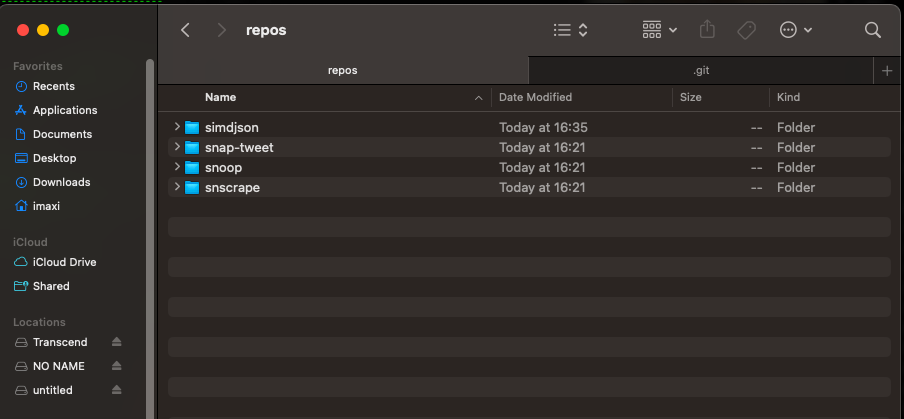 repos
repos .git +
Favorites
Recents
Applications
Documents
Desktop
Downloads
imaxi
iCloud
iCloud Drive
Shared
Locations
Transcend
NO NAME
untitled
Name Date Modified Size Kind
simdjson Today at 16:35 -- Folder
snap-tweet Today at 16:21 -- Folder
snoop Today at 16:21 -- Folder
snscrape Today at 16:21 -- Folder